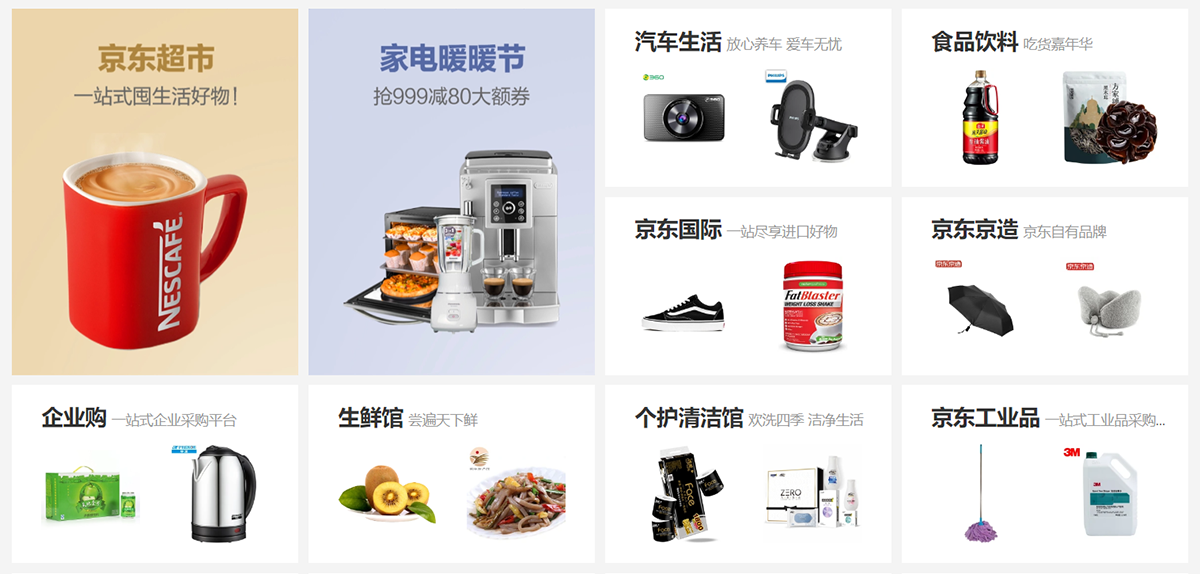 京东超市
一站式囤生活好物!
NESCAFÉ
家电暖暖节
抢999减80大额券
汽车生活 放心养车 爱车无忧
360
PHILIPS
食品饮料 吃货嘉年华
京东国际 一站尽享进口好物
FatBlaster
WEIGHT LOSS SHAKE
京东京造 京东自有品牌
京东京造
京东京造
企业购 一站式企业采购平台
生鲜馆 尝遍天下鲜
个护清洁馆 欢洗四季 洁净生活
Face
ZERO
京东工业品 一站式工业品采购...
3M
3M